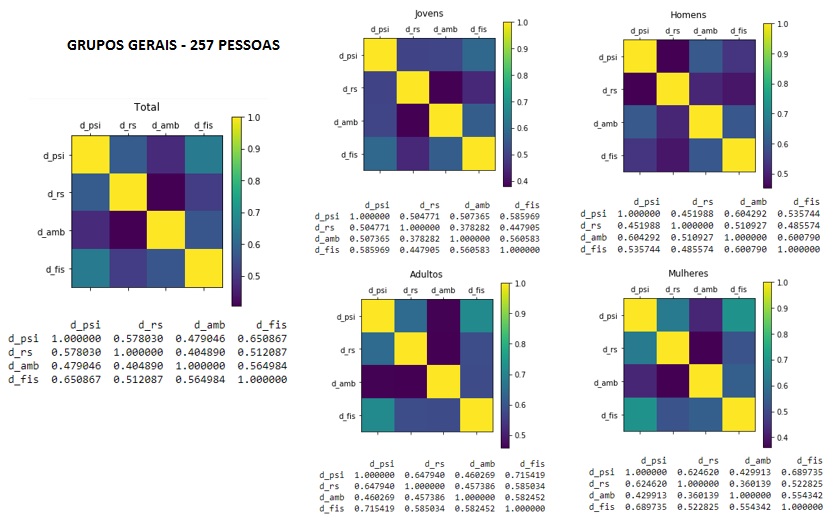 GRUPOS GERAIS - 257 PESSOAS
Total
d_psi d_rs d_amb d_fis
d_psi
d_rs
d_amb
d_fis
1.0
0.9
0.8
0.7
0.6
0.5
d_psi d_rs d_amb d_fis
d_psi 1.000000 0.578030 0.479046 0.650867
d_rs 0.578030 1.000000 0.404890 0.512087
d_amb 0.479046 0.404890 1.000000 0.564984
d_fis 0.650867 0.512087 0.564984 1.000000
Jovens
d_psi d_rs d_amb d_fis
d_psi
d_rs
d_amb
d_fis
1.0
0.9
0.8
0.7
0.6
0.5
0.4
d_psi d_rs d_amb d_fis
d_psi 1.000000 0.504771 0.507365 0.585969
d_rs 0.504771 1.000000 0.378282 0.447905
d_amb 0.507365 0.378282 1.000000 0.560583
d_fis 0.585969 0.447905 0.560583 1.000000
Homens
d_psi d_rs d_amb d_fis
d_psi
d_rs
d_amb
d_fis
1.0
0.9
0.8
0.7
0.6
0.5
d_psi d_rs d_amb d_fis
d_psi 1.000000 0.451988 0.604292 0.535744
d_rs 0.451988 1.000000 0.510927 0.485574
d_amb 0.604292 0.510927 1.000000 0.600790
d_fis 0.535744 0.485574 0.600790 1.000000
Adultos
d_psi d_rs d_amb d_fis
d_psi
d_rs
d_amb
d_fis
1.0
0.9
0.8
0.7
0.6
0.5
d_psi d_rs d_amb d_fis
d_psi 1.000000 0.647940 0.460269 0.715419
d_rs 0.647940 1.000000 0.457386 0.585034
d_amb 0.460269 0.457386 1.000000 0.582452
d_fis 0.715419 0.585034 0.582452 1.000000
Mulheres
d_psi d_rs d_amb d_fis
d_psi
d_rs
d_amb
d_fis
1.0
0.9
0.8
0.7
0.6
0.5
0.4
d_psi d_rs d_amb d_fis
d_psi 1.000000 0.624620 0.429913 0.689735
d_rs 0.624620 1.000000 0.360139 0.522825
d_amb 0.429913 0.360139 1.000000 0.554342
d_fis 0.689735 0.522825 0.554342 1.000000